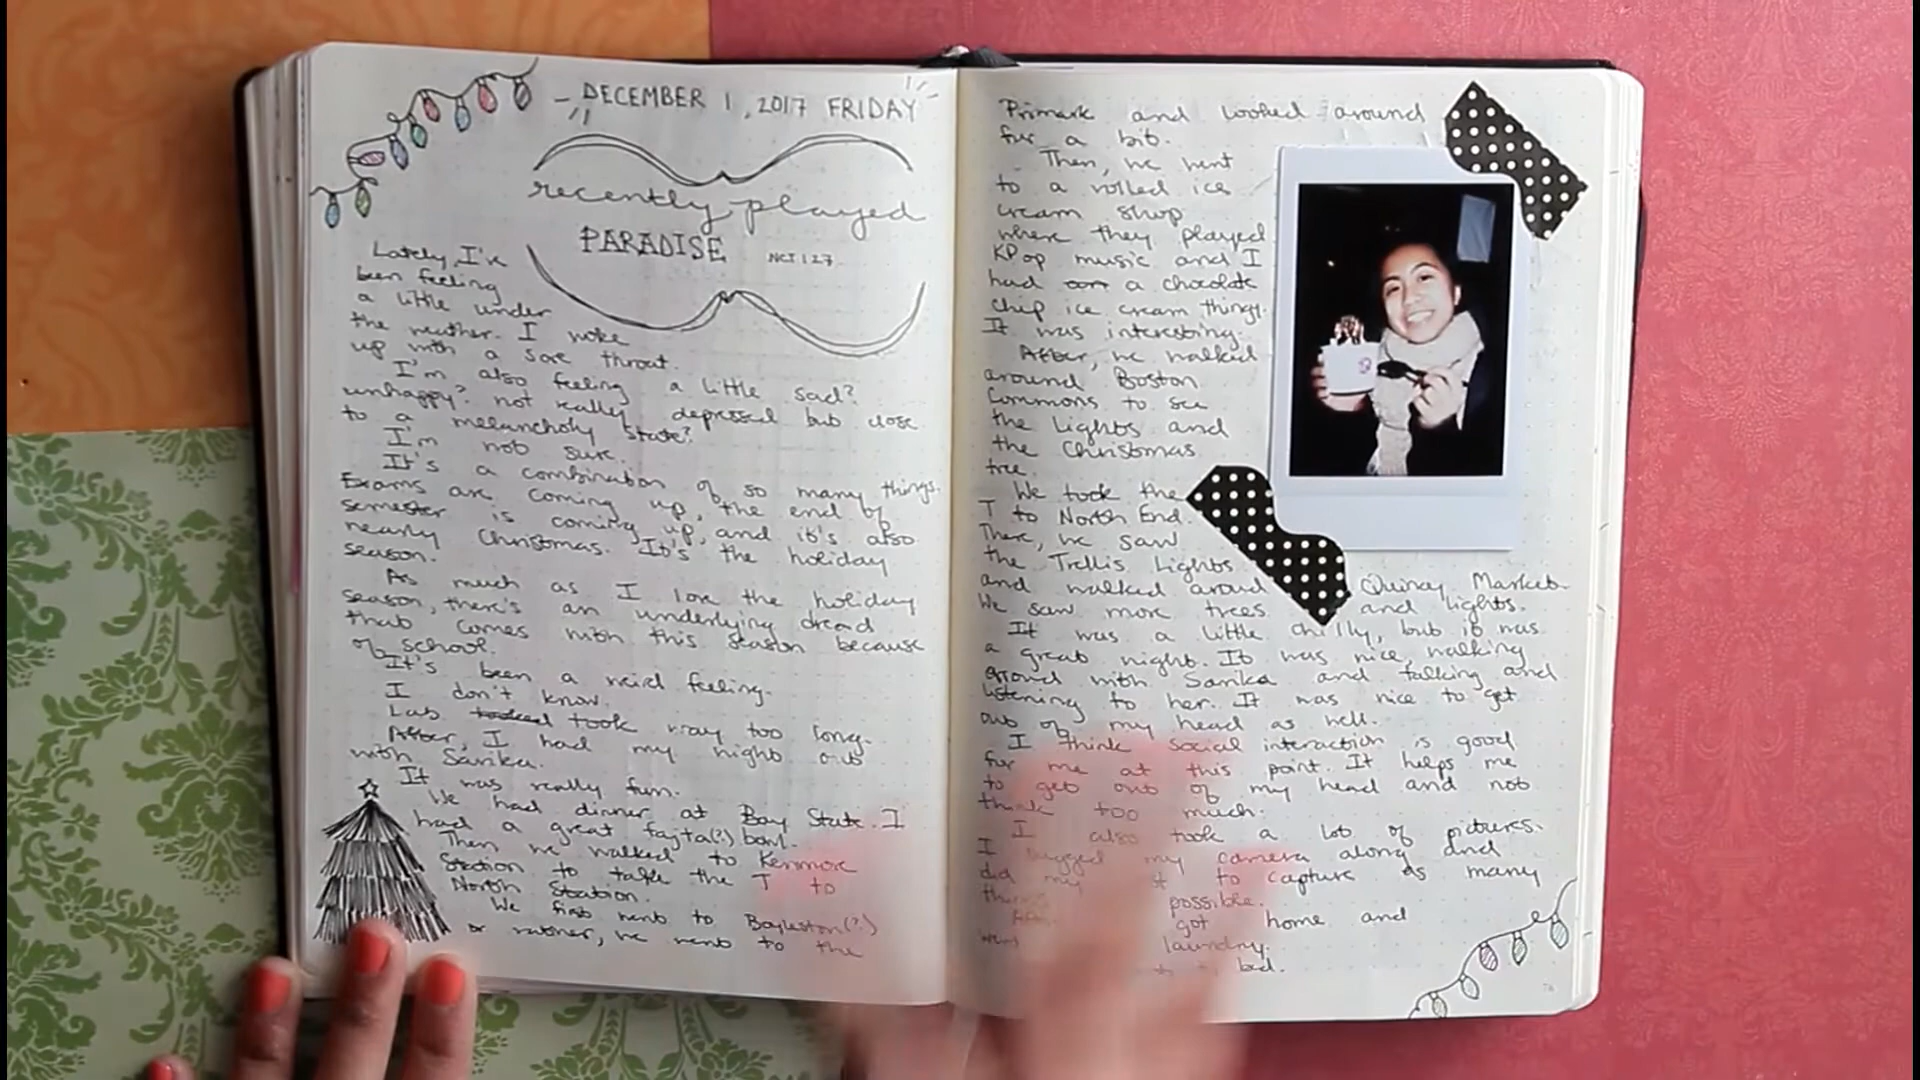 DECEMBER 1, 2017 FRIDAY
recently played
PARADISE NCT 127
Lately, I've
been feeling
a little under
the weather. I woke
up with a sore throat.
I'm also feeling a little sad?
unhappy? not really depressed but close
to a melancholy state?
I'm not sure.
It's a combination of so many things.
Exams are coming up, the end of
semester is coming up, and it's also
nearly Christmas. It's the holiday
season.
As much as I love the holiday
season, there's an underlying dread
that comes with this season because
of school.
It's been a weird feeling.
I don't know.
Lab tooked took way too long.
After, I had my night out
with Sarika.
It was really fun.
We had dinner at Bay State. I
had a great fajta(?) bowl.
Then we walked to Kenmore
Station to take the T to
North Station.
We first went to Boyleston(?)
or rather, we went to the
Primark and looked around
for a bit.
Then, we went
to a rolled ice
cream shop
where they played
KPop music and I
had a chocolate
chip ice cream thingy.
It was interesting.
After, we walked
around Boston
Commons to see
the lights and
the Christmas
tree.
We took the
T to North End.
There, we saw
the Trellis Lights
and walked around Quincy Market.
We saw more trees and lights.
It was a little chilly, but it was
a great night. It was nice walking
around with Sarika and talking and
listening to her. It was nice to get
out of my head as well.
I think social interaction is good
for me at this point. It helps me
to get out of my head and not
think too much.
I also took a lot of pictures.
I lugged my camera along and
did my to capture as many
things possible.
got home and
went laundry.
bed.